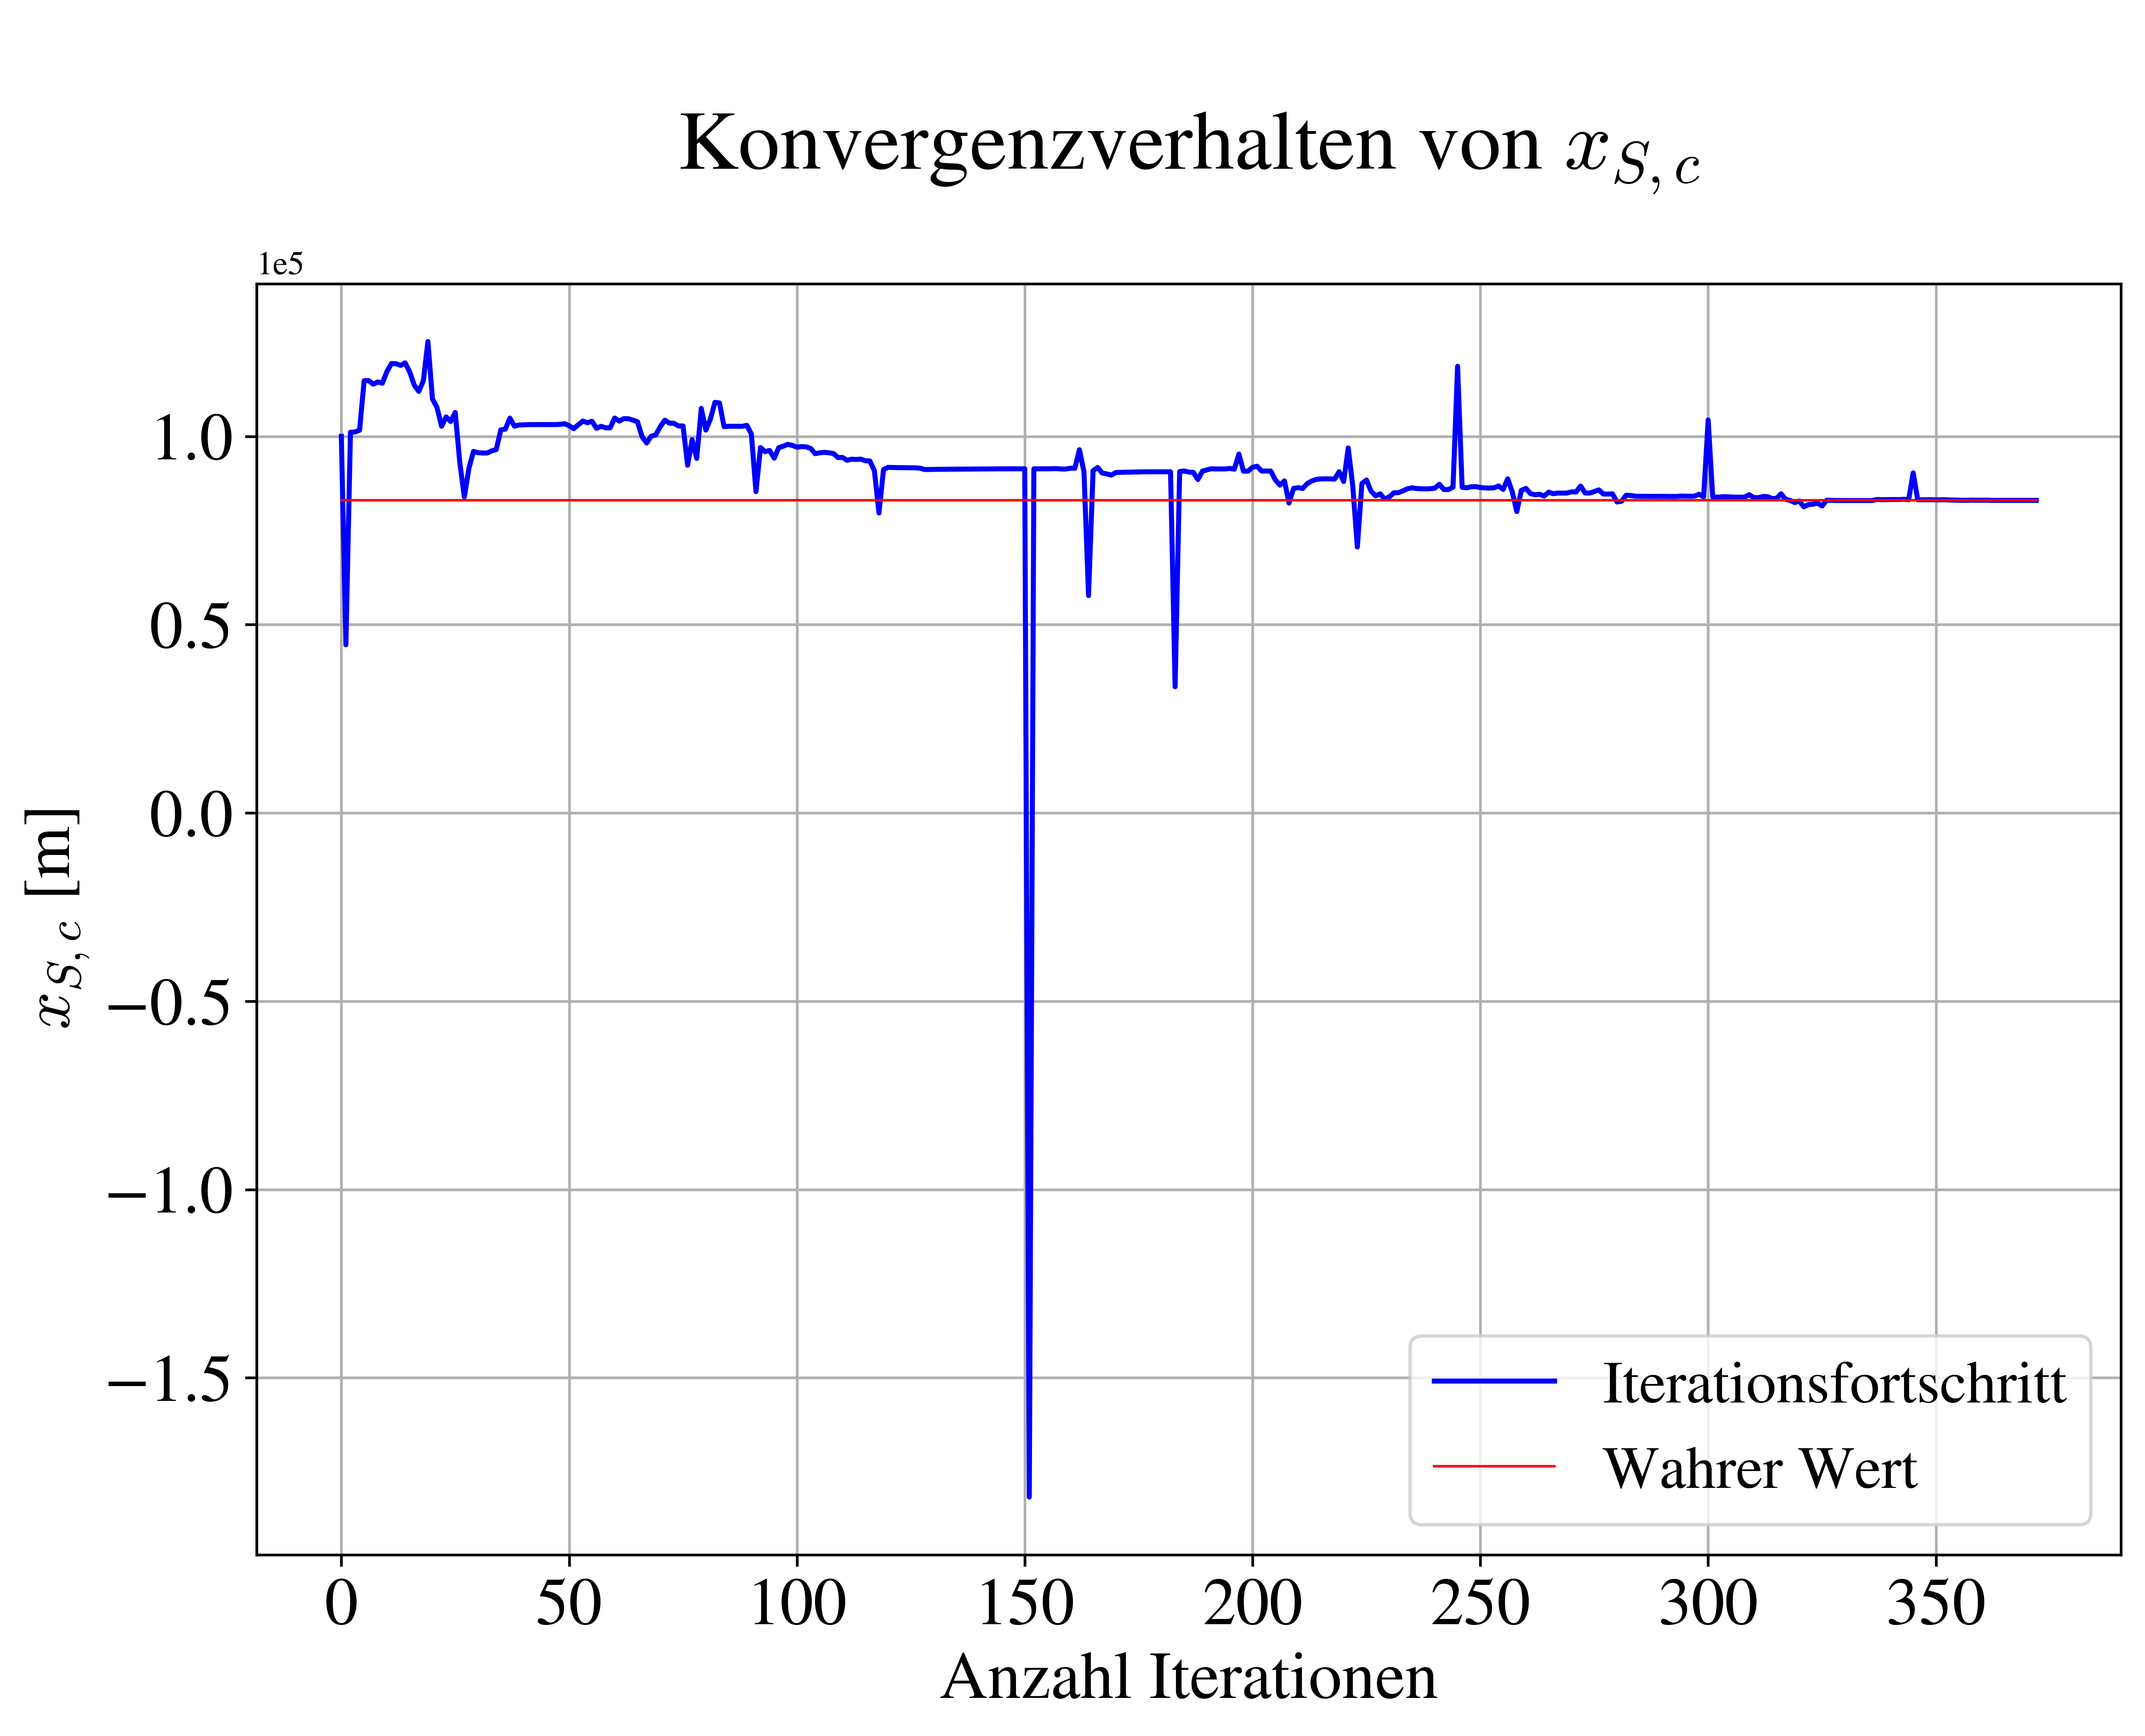 Konvergenzverhalten von x_{S, c}
1e5
1.0
0.5
0.0
−0.5
−1.0
−1.5
x_{S, c} [m]
Iterationsfortschritt
Wahrer Wert
0 50 100 150 200 250 300 350
Anzahl Iterationen